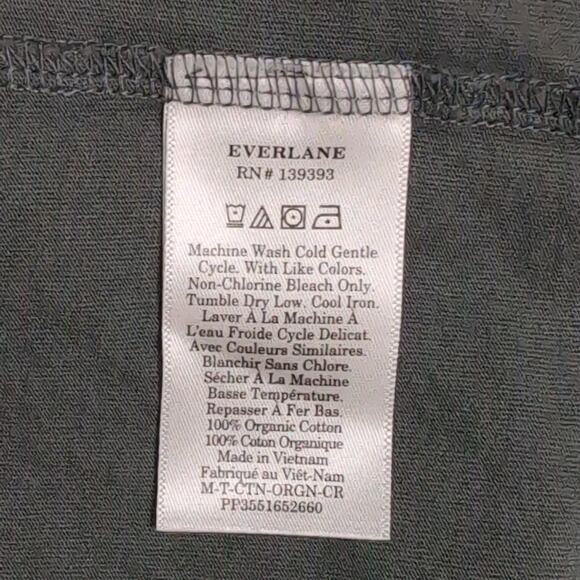 EVERLANE
RN# 139393
Machine Wash Cold Gentle
Cycle. With Like Colors.
Non-Chlorine Bleach Only.
Tumble Dry Low. Cool Iron.
Laver À La Machine À
L'eau Froide Cycle Delicat.
Avec Couleurs Similaires.
Blanchir Sans Chlore.
Sécher À La Machine
Basse Température.
Repasser À Fer Bas.
100% Organic Cotton
100% Coton Organique
Made in Vietnam
Fabriqué au Viêt-Nam
M-T-CTN-ORGN-CR
PP3551652660